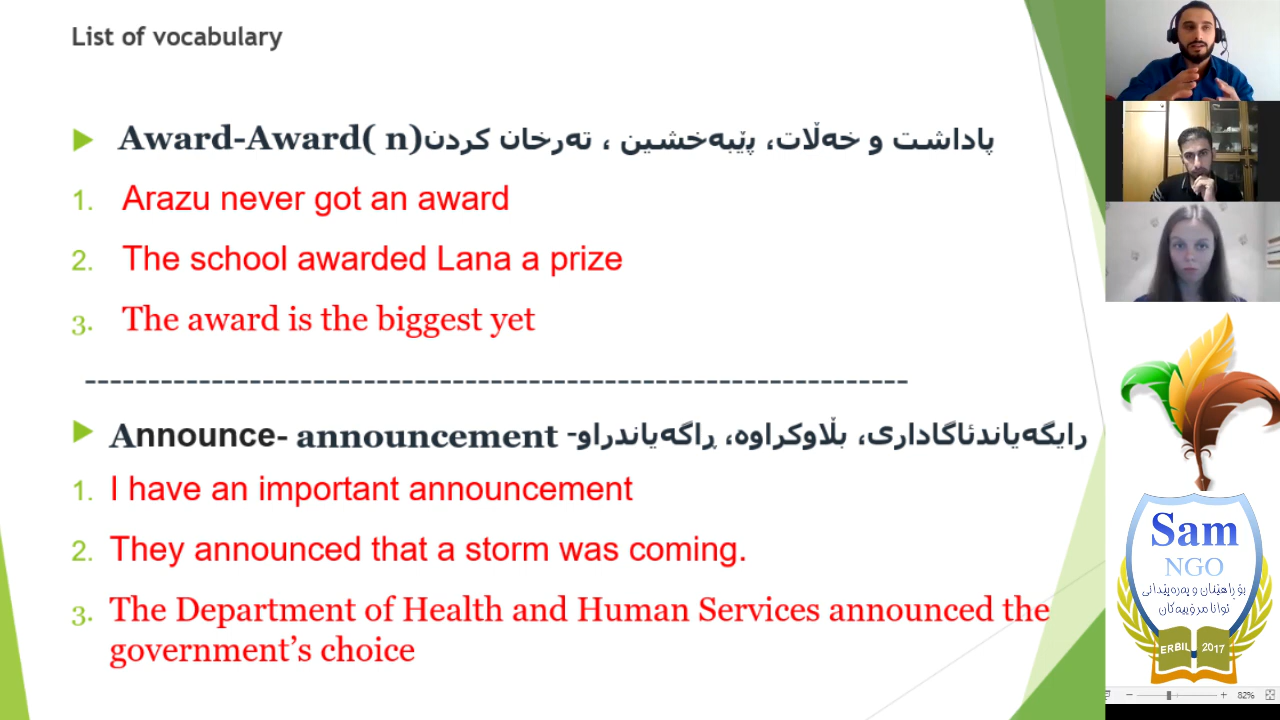 List of vocabulary
Award-Award( n)پاداشت و خەڵات، پێبەخشین ، تەرخان کردن
1. Arazu never got an award
2. The school awarded Lana a prize
3. The award is the biggest yet
-----------------------------------------------------------------
Announce- announcement -رایگەیاندئاگاداری، بڵاوکراوە، ڕاگەیاندراو
1. I have an important announcement
2. They announced that a storm was coming.
3. The Department of Health and Human Services announced the
government’s choice
Sam
NGO
بۆ ڕاهێنان و پەرەپێدانی
توانا مرۆییەکان
ERBIL 2017
82%